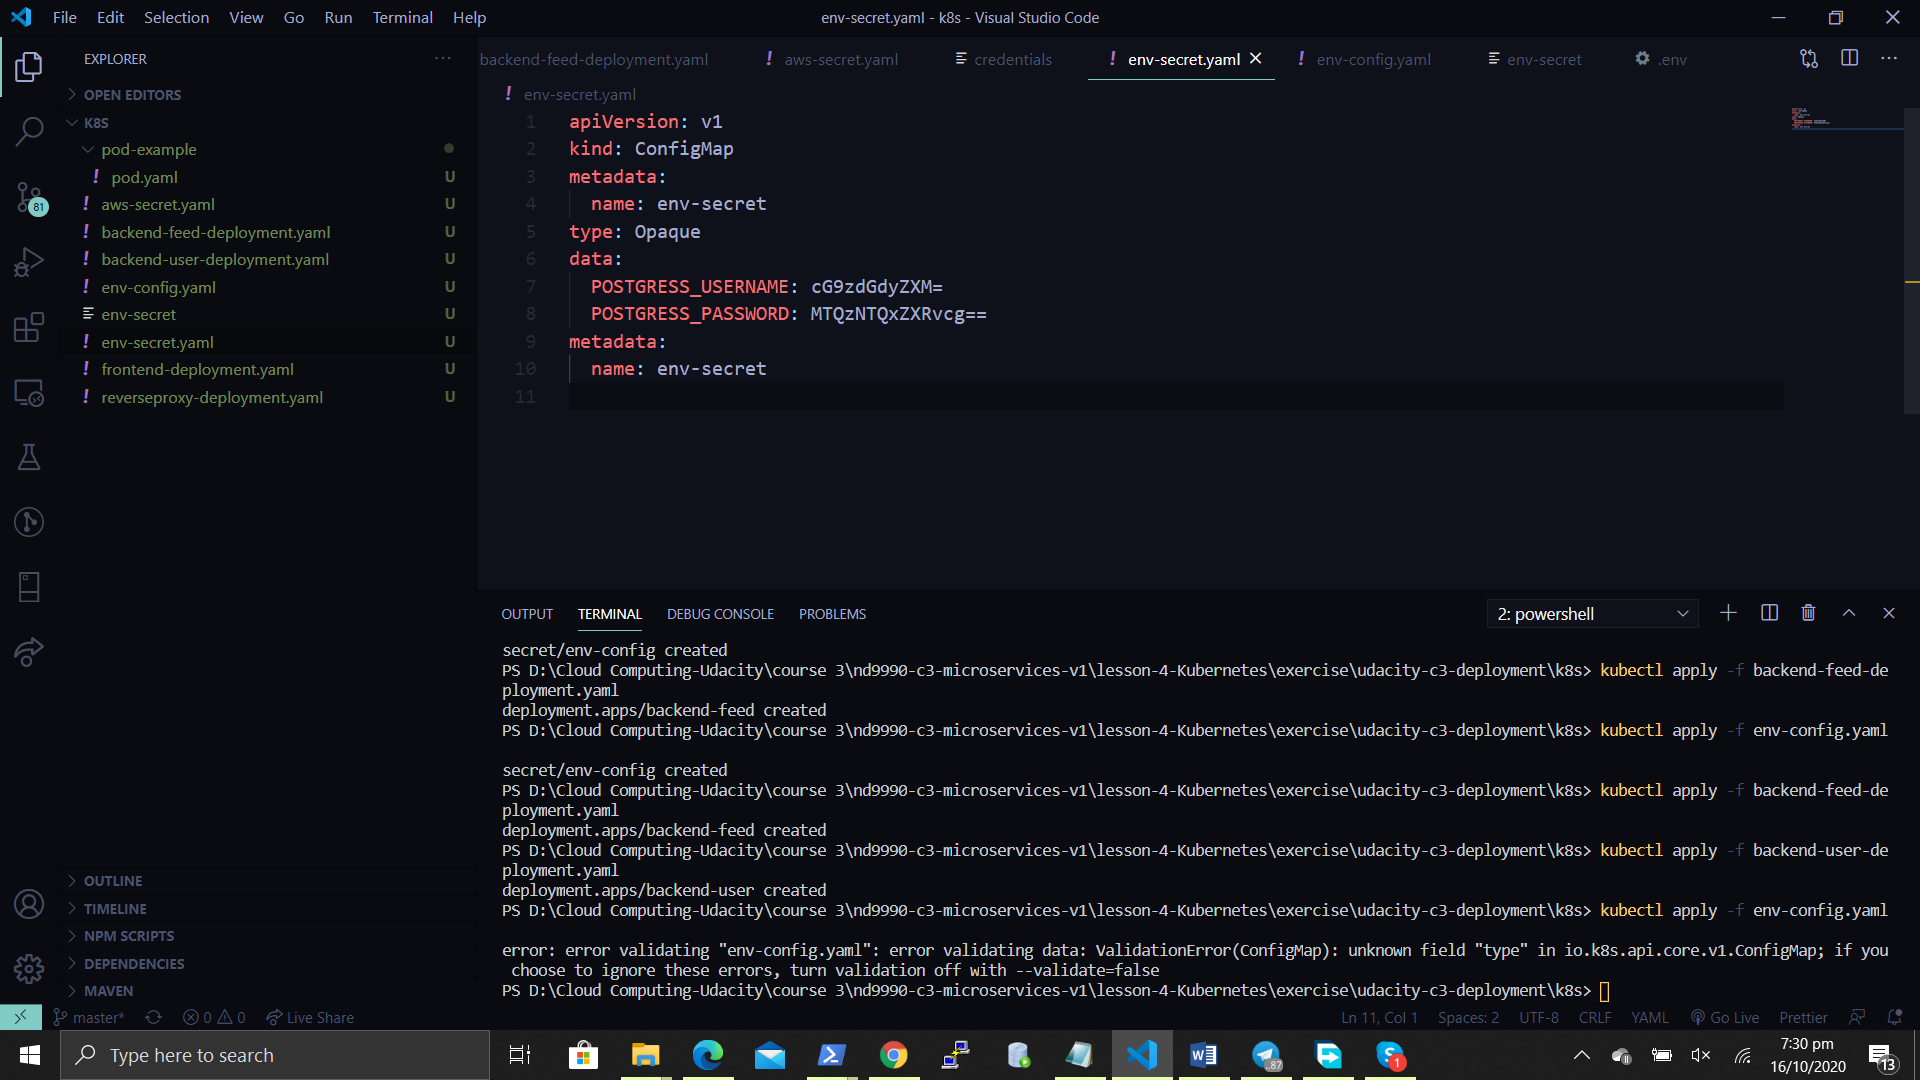 File Edit Selection View Go Run Terminal Help
env-secret.yaml - k8s - Visual Studio Code
EXPLORER
OPEN EDITORS
K8S
pod-example
! pod.yaml U
! aws-secret.yaml U
! backend-feed-deployment.yaml U
! backend-user-deployment.yaml U
! env-config.yaml U
env-secret U
! env-secret.yaml U
! frontend-deployment.yaml U
! reverseproxy-deployment.yaml U
81
OUTLINE
TIMELINE
NPM SCRIPTS
DEPENDENCIES
MAVEN
backend-feed-deployment.yaml ! aws-secret.yaml credentials ! env-secret.yaml ! env-config.yaml env-secret .env
! env-secret.yaml
1 apiVersion: v1
2 kind: ConfigMap
3 metadata:
4 name: env-secret
5 type: Opaque
6 data:
7 POSTGRESS_USERNAME: cG9zdGdyZXM=
8 POSTGRESS_PASSWORD: MTQzNTQxZXRvcg==
9 metadata:
10 name: env-secret
11
OUTPUT TERMINAL DEBUG CONSOLE PROBLEMS
2: powershell
secret/env-config created
PS D:\Cloud Computing-Udacity\course 3\nd9990-c3-microservices-v1\lesson-4-Kubernetes\exercise\udacity-c3-deployment\k8s> kubectl apply -f backend-feed-de
ployment.yaml
deployment.apps/backend-feed created
PS D:\Cloud Computing-Udacity\course 3\nd9990-c3-microservices-v1\lesson-4-Kubernetes\exercise\udacity-c3-deployment\k8s> kubectl apply -f env-config.yaml
secret/env-config created
PS D:\Cloud Computing-Udacity\course 3\nd9990-c3-microservices-v1\lesson-4-Kubernetes\exercise\udacity-c3-deployment\k8s> kubectl apply -f backend-feed-de
ployment.yaml
deployment.apps/backend-feed created
PS D:\Cloud Computing-Udacity\course 3\nd9990-c3-microservices-v1\lesson-4-Kubernetes\exercise\udacity-c3-deployment\k8s> kubectl apply -f backend-user-de
ployment.yaml
deployment.apps/backend-user created
PS D:\Cloud Computing-Udacity\course 3\nd9990-c3-microservices-v1\lesson-4-Kubernetes\exercise\udacity-c3-deployment\k8s> kubectl apply -f env-config.yaml
error: error validating "env-config.yaml": error validating data: ValidationError(ConfigMap): unknown field "type" in io.k8s.api.core.v1.ConfigMap; if you
choose to ignore these errors, turn validation off with --validate=false
PS D:\Cloud Computing-Udacity\course 3\nd9990-c3-microservices-v1\lesson-4-Kubernetes\exercise\udacity-c3-deployment\k8s>
master* 0 0 Live Share
Ln 11, Col 1 Spaces: 2 UTF-8 CRLF YAML Go Live Prettier
Type here to search
..87
1
7:30 pm
16/10/2020
13